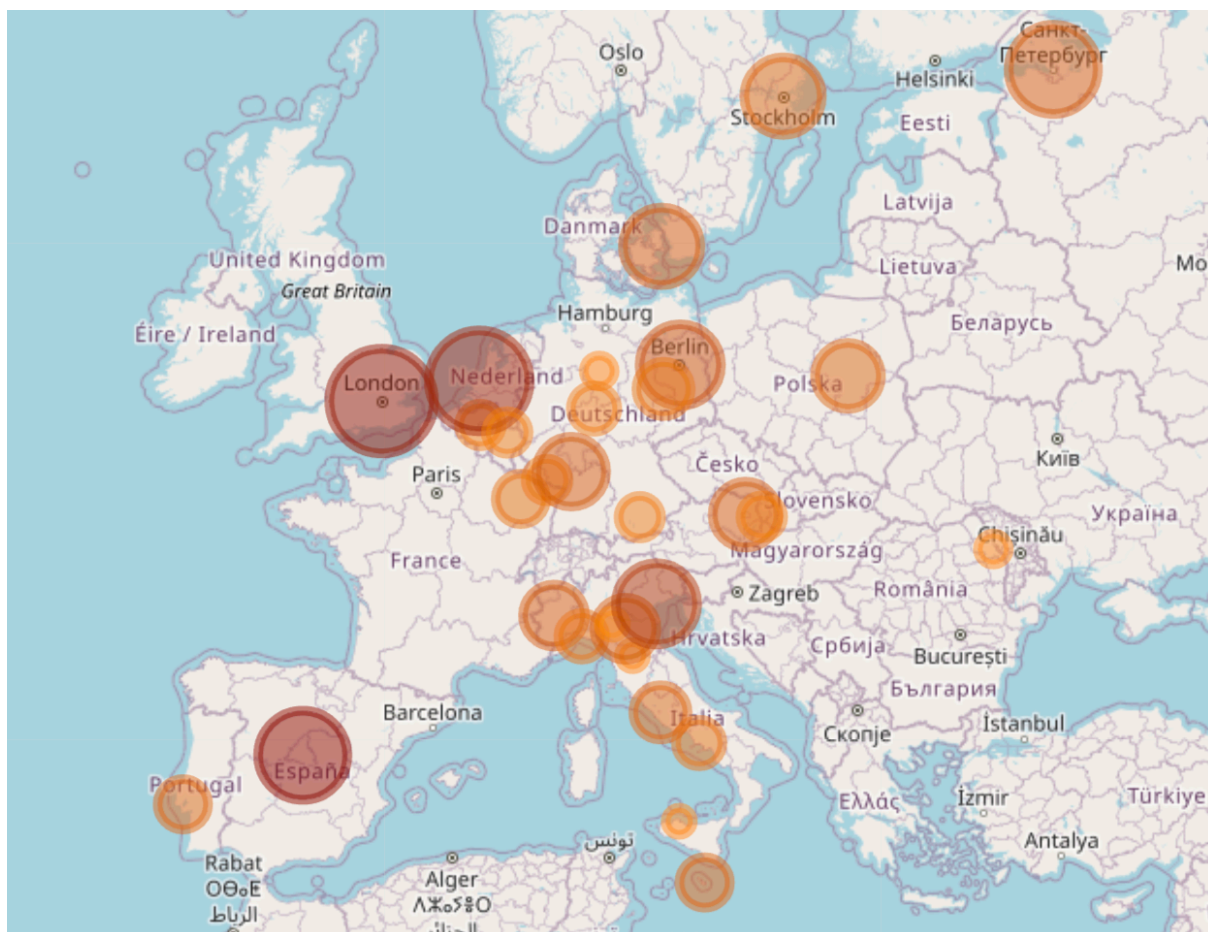 Санкт-
Петербург
Oslo
Helsinki
Stockholm
Eesti
Latvija
Danmark
United Kingdom
Lietuva
Mo
Great Britain
Hamburg
Беларусь
Éire / Ireland
Berlin
London
Nederland
Polska
Deutschland
Київ
Česko
Paris
Slovensko
Україна
Chișinău
Magyarország
France
România
Zagreb
Hrvatska
Србија
București
България
Barcelona
Italia
İstanbul
Скопје
España
Portugal
Ελλάς
İzmir
Türkiye
تونس
Antalya
Rabat
ⵔⴱⴰⵟ
الرباط
Alger
ⴷⵣⴰⵢⴻⵔ
الجزائر